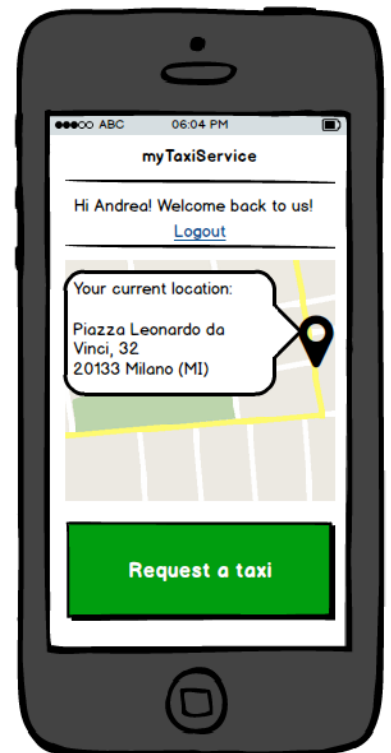 ABC 06:04 PM
myTaxiService
Hi Andrea! Welcome back to us!
Logout
Your current location:
Piazza Leonardo da
Vinci, 32
20133 Milano (MI)
Request a taxi